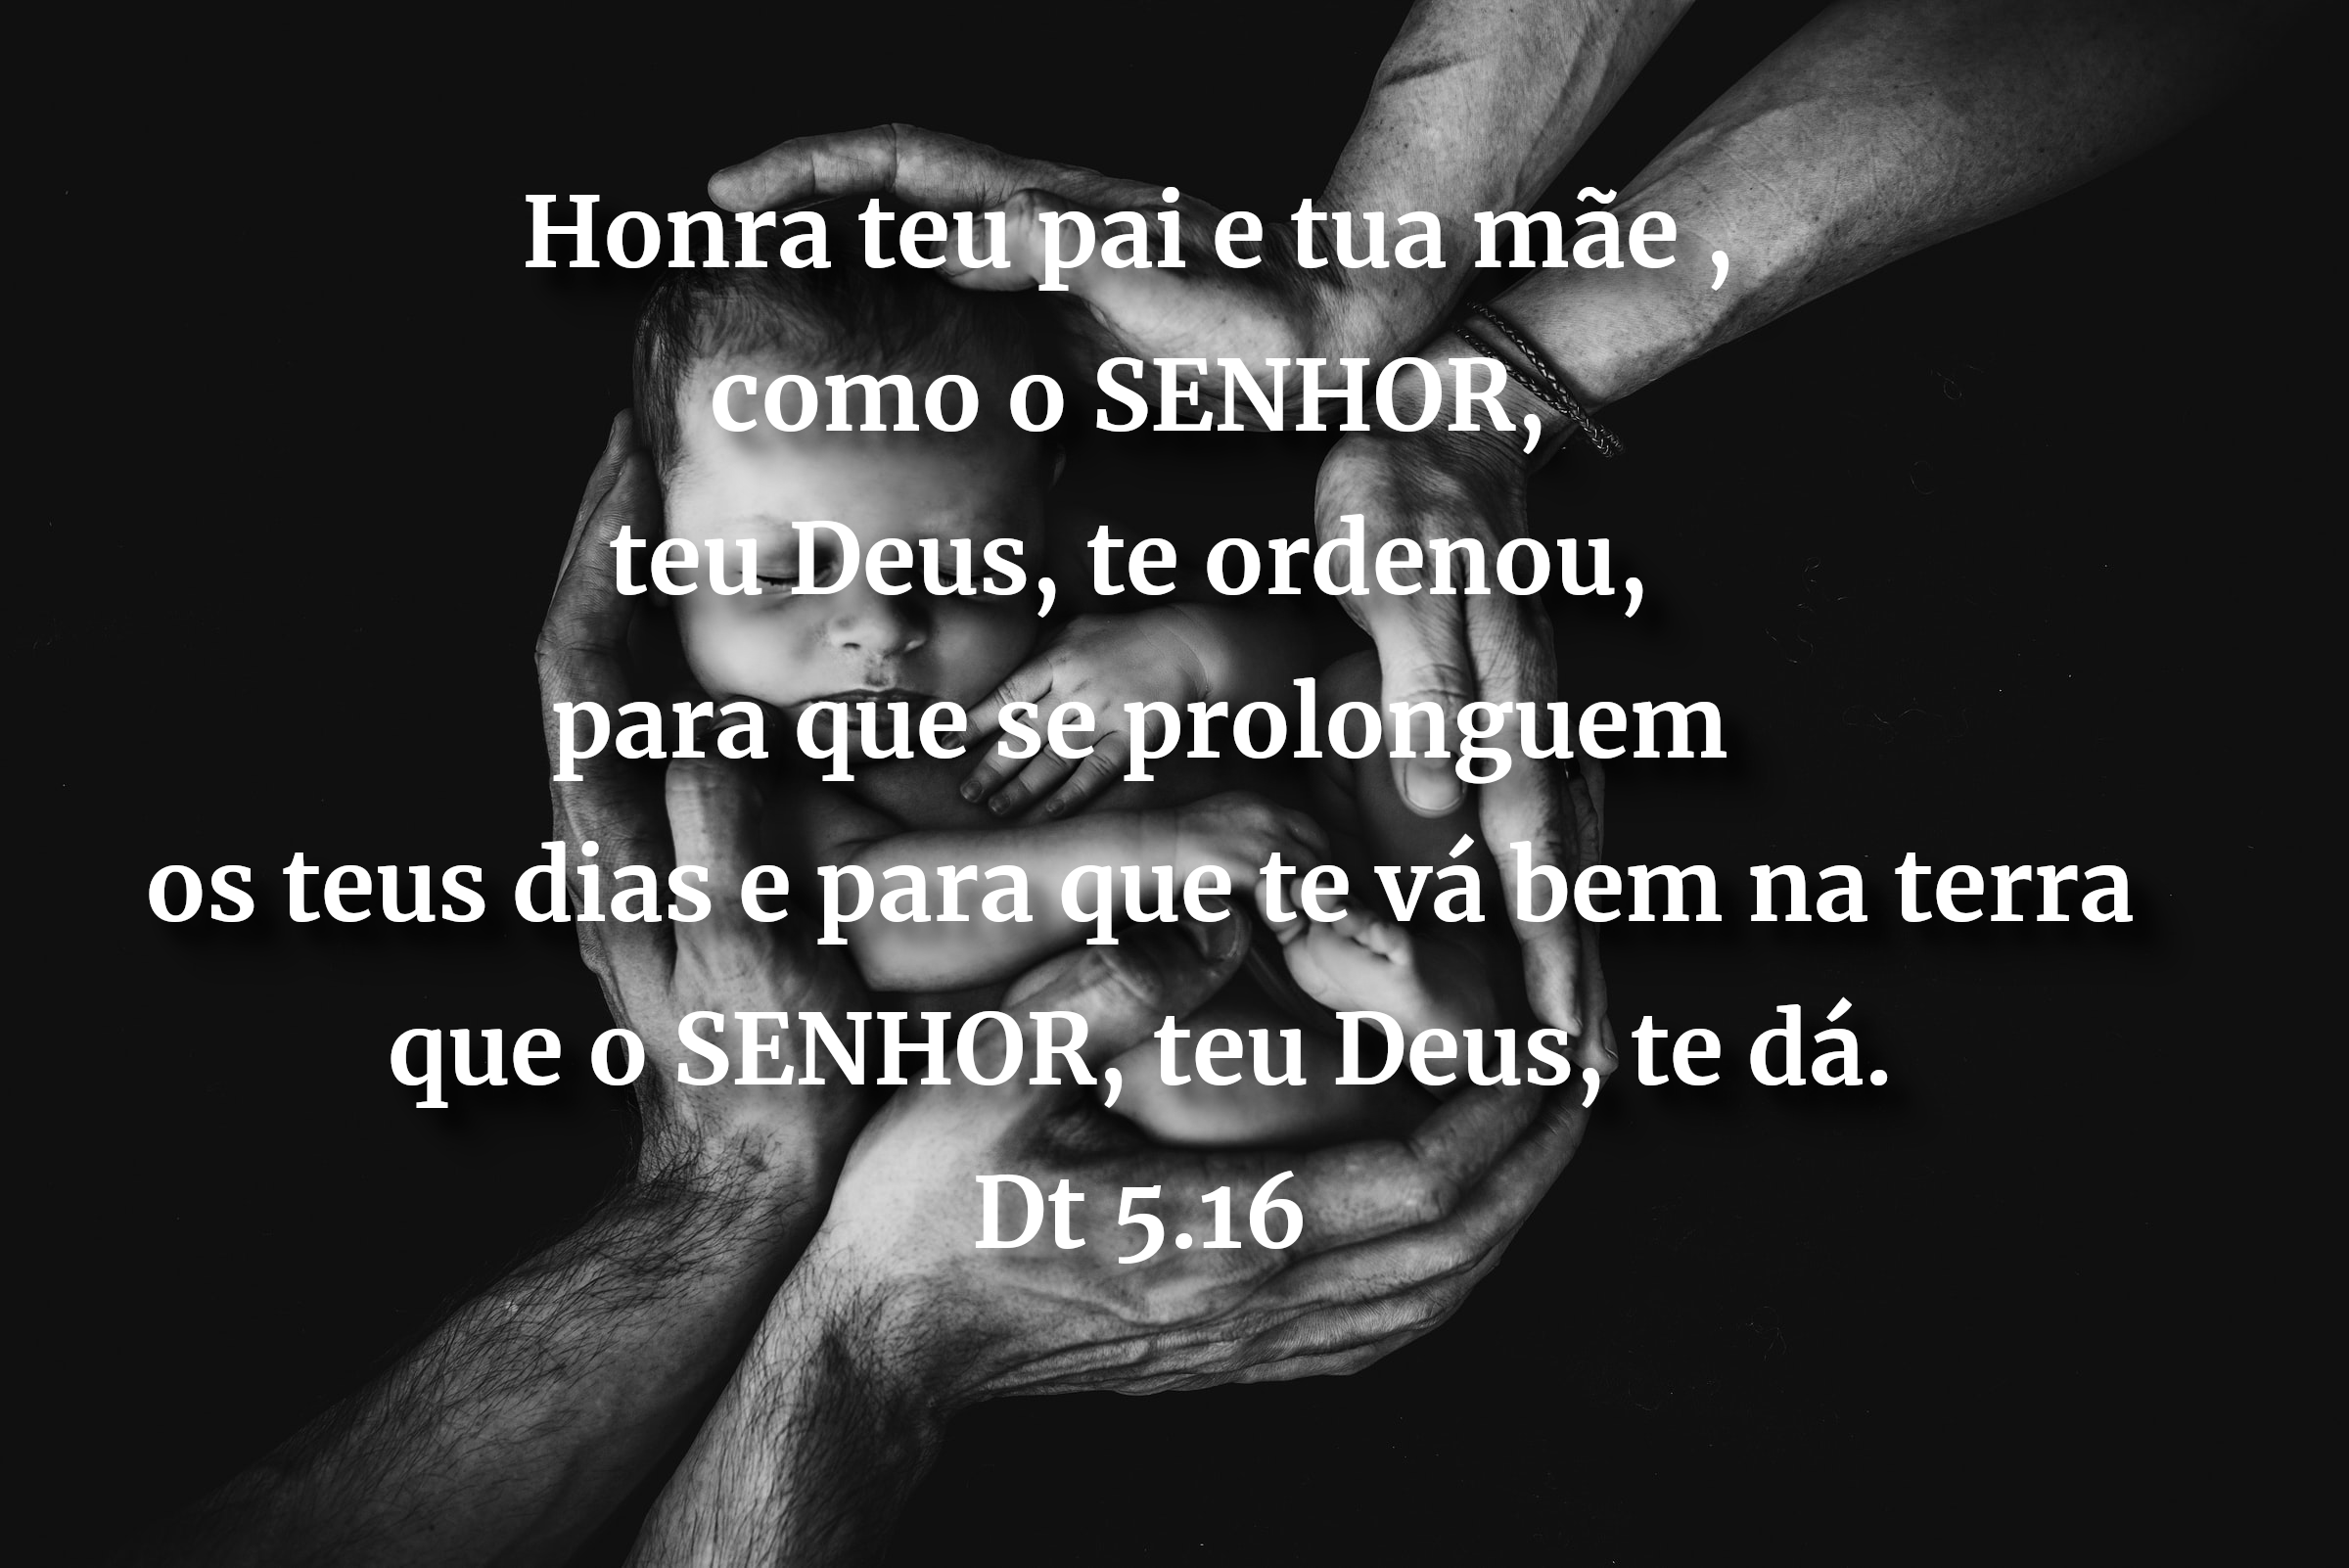 Honra teu pai e tua mãe ,
como o SENHOR,
teu Deus, te ordenou,
para que se prolonguem
os teus dias e para que te vá bem na terra
que o SENHOR, teu Deus, te dá.
Dt 5.16